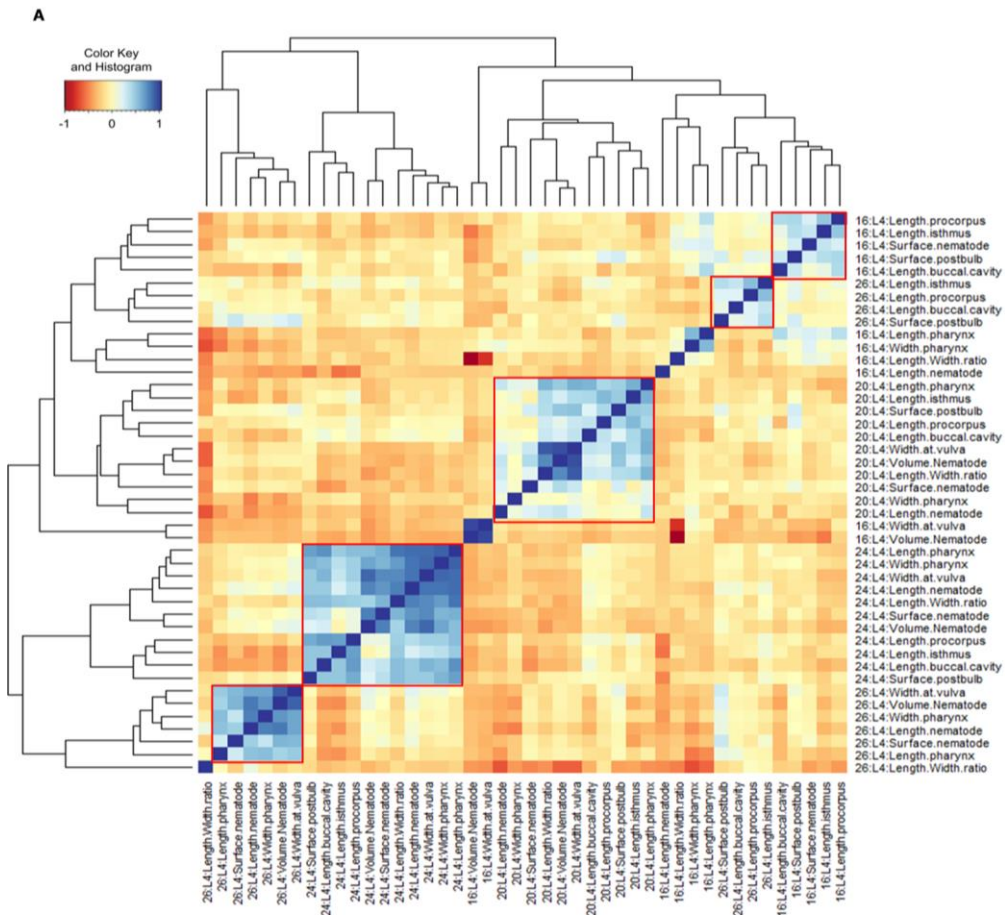 A
Color Key
and Histogram
-1 0 1
16:L4:Length.procorpus
16:L4:Length.isthmus
16:L4:Surface.nematode
16:L4:Surface.postbulb
16:L4:Length.buccal.cavity
26:L4:Length.isthmus
26:L4:Length.procorpus
26:L4:Length.buccal.cavity
26:L4:Surface.postbulb
16:L4:Length.pharynx
16:L4:Width.pharynx
16:L4:Length.Width.ratio
16:L4:Length.nematode
20:L4:Length.pharynx
20:L4:Length.isthmus
20:L4:Surface.postbulb
20:L4:Length.procorpus
20:L4:Length.buccal.cavity
20:L4:Width.at.vulva
20:L4:Volume.Nematode
20:L4:Length.Width.ratio
20:L4:Surface.nematode
20:L4:Width.pharynx
20:L4:Length.nematode
16:L4:Width.at.vulva
16:L4:Volume.Nematode
24:L4:Length.pharynx
24:L4:Width.pharynx
24:L4:Width.at.vulva
24:L4:Length.nematode
24:L4:Length.Width.ratio
24:L4:Surface.nematode
24:L4:Volume.Nematode
24:L4:Length.procorpus
24:L4:Length.isthmus
24:L4:Length.buccal.cavity
24:L4:Surface.postbulb
26:L4:Width.at.vulva
26:L4:Volume.Nematode
26:L4:Width.pharynx
26:L4:Length.nematode
26:L4:Surface.nematode
26:L4:Length.pharynx
26:L4:Length.Width.ratio
26:L4:Length.Width.ratio
26:L4:Length.pharynx
26:L4:Surface.nematode
26:L4:Length.nematode
26:L4:Width.pharynx
26:L4:Volume.Nematode
26:L4:Width.at.vulva
24:L4:Surface.postbulb
24:L4:Length.buccal.cavity
24:L4:Length.isthmus
24:L4:Length.procorpus
24:L4:Volume.Nematode
24:L4:Surface.nematode
24:L4:Length.Width.ratio
24:L4:Length.nematode
24:L4:Width.at.vulva
24:L4:Width.pharynx
24:L4:Length.pharynx
16:L4:Volume.Nematode
16:L4:Width.at.vulva
20:L4:Length.nematode
20:L4:Width.pharynx
20:L4:Surface.nematode
20:L4:Length.Width.ratio
20:L4:Volume.Nematode
20:L4:Width.at.vulva
20:L4:Length.buccal.cavity
20:L4:Length.procorpus
20:L4:Surface.postbulb
20:L4:Length.isthmus
20:L4:Length.pharynx
16:L4:Length.nematode
16:L4:Length.Width.ratio
16:L4:Width.pharynx
16:L4:Length.pharynx
26:L4:Surface.postbulb
26:L4:Length.buccal.cavity
26:L4:Length.procorpus
26:L4:Length.isthmus
16:L4:Length.buccal.cavity
16:L4:Surface.postbulb
16:L4:Surface.nematode
16:L4:Length.isthmus
16:L4:Length.procorpus